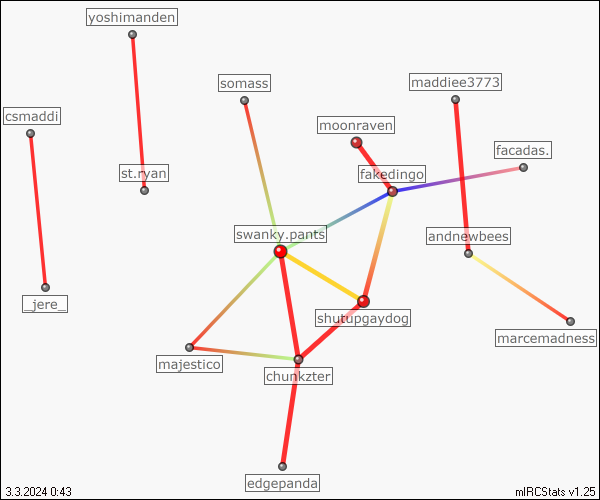 yoshimanden
somass
maddiee3773
csmaddi
moonraven
facadas.
st.ryan
fakedingo
swanky.pants
andnewbees
_jere_
shutupgaydog
majestico
marcemadness
chunkzter
edgepanda
3.3.2024 0:43
mIRCStats v1.25